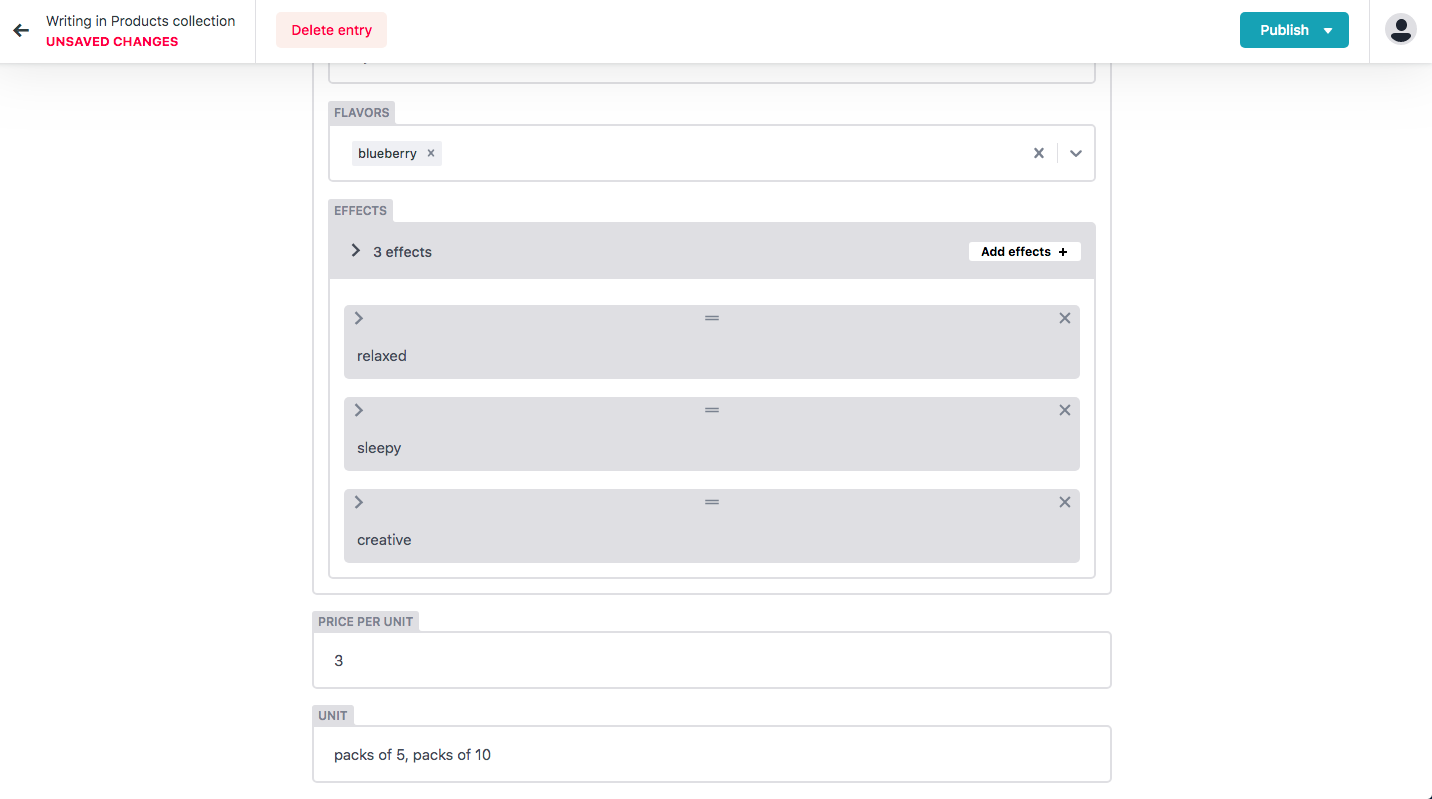 Writing in Products collection
UNSAVED CHANGES
Delete entry
Publish
FLAVORS
blueberry
EFFECTS
3 effects
Add effects +
relaxed
sleepy
creative
PRICE PER UNIT
3
UNIT
packs of 5, packs of 10